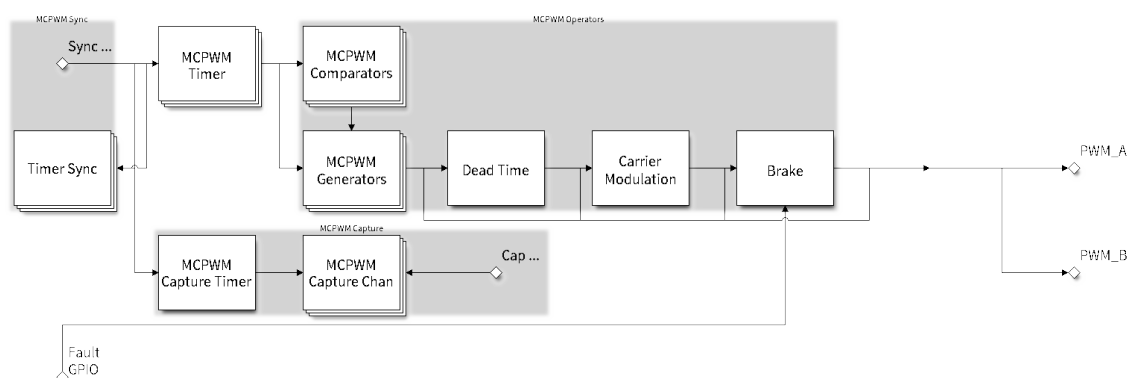 MCPWM Sync
MCPWM Operators
Sync ...
MCPWM
Timer
MCPWM
Comparators
Timer Sync
MCPWM
Generators
Dead Time
Carrier
Modulation
Brake
PWM_A
MCPWM Capture
MCPWM
Capture Timer
MCPWM
Capture Chan
Cap ...
PWM_B
Fault
GPIO